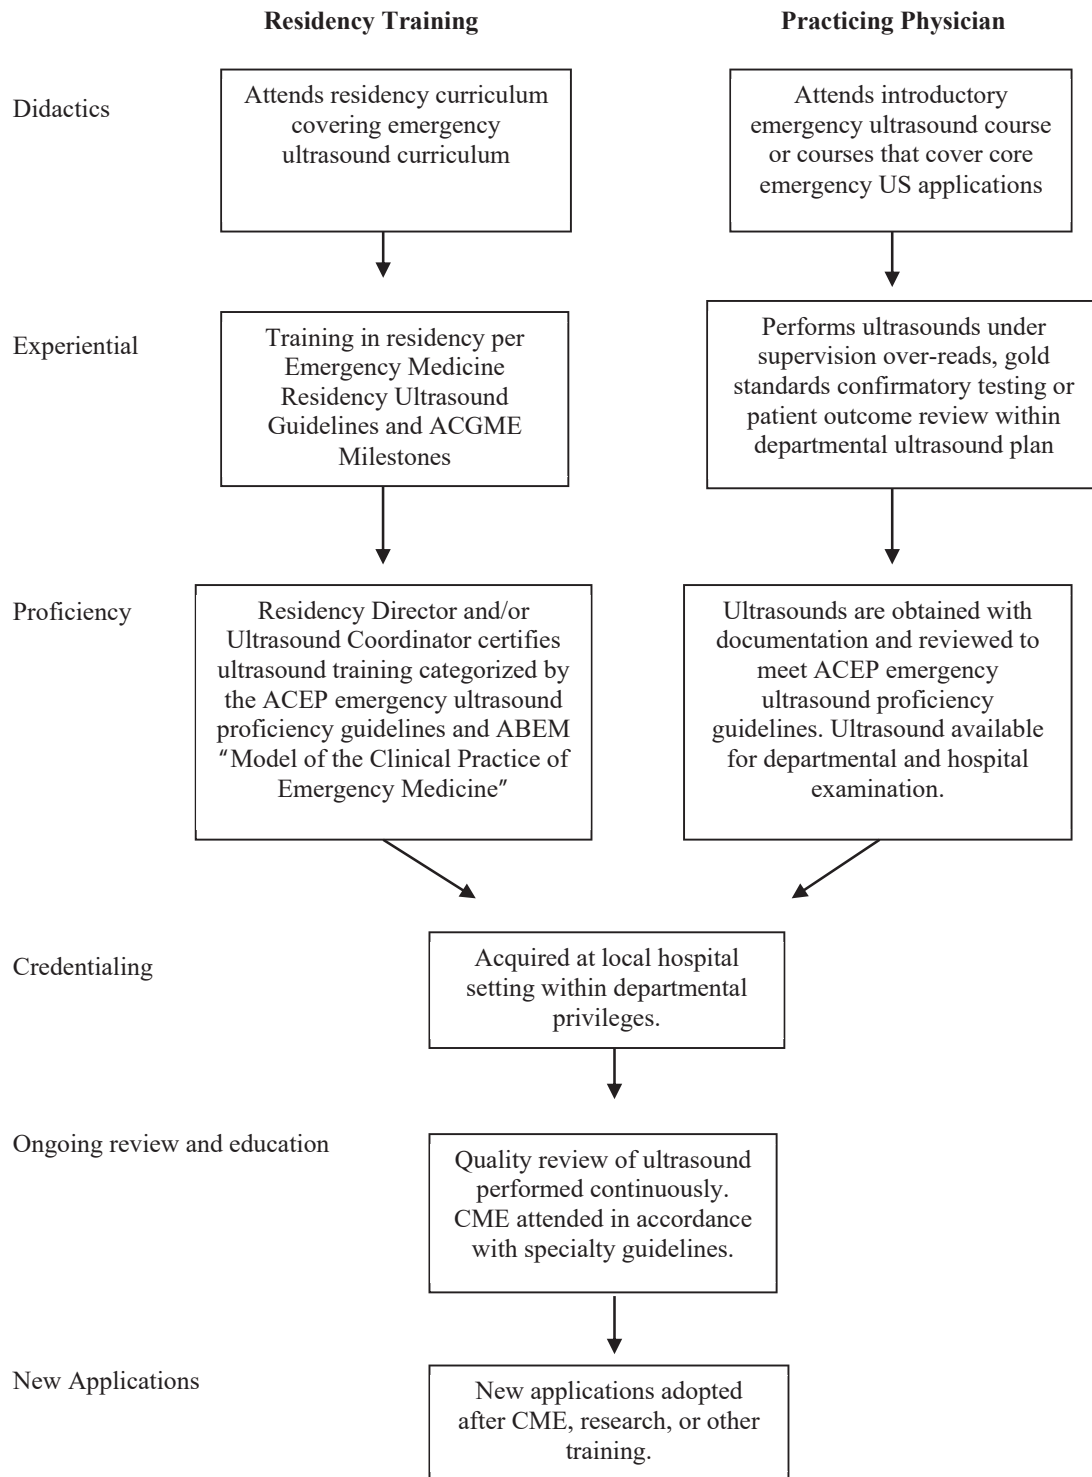 Residency Training
Practicing Physician
Didactics
Attends residency curriculum
covering emergency
ultrasound curriculum
Attends introductory
emergency ultrasound course
or courses that cover core
emergency US applications
Experiential
Training in residency per
Emergency Medicine
Residency Ultrasound
Guidelines and ACGME
Milestones
Performs ultrasounds under
supervision over-reads, gold
standards confirmatory testing or
patient outcome review within
departmental ultrasound plan
Proficiency
Residency Director and/or
Ultrasound Coordinator certifies
ultrasound training categorized by
the ACEP emergency ultrasound
proficiency guidelines and ABEM
“Model of the Clinical Practice of
Emergency Medicine”
Ultrasounds are obtained with
documentation and reviewed to
meet ACEP emergency
ultrasound proficiency
guidelines. Ultrasound available
for departmental and hospital
examination.
Credentialing
Acquired at local hospital
setting within departmental
privileges.
Ongoing review and education
Quality review of ultrasound
performed continuously.
CME attended in accordance
with specialty guidelines.
New Applications
New applications adopted
after CME, research, or other
training.